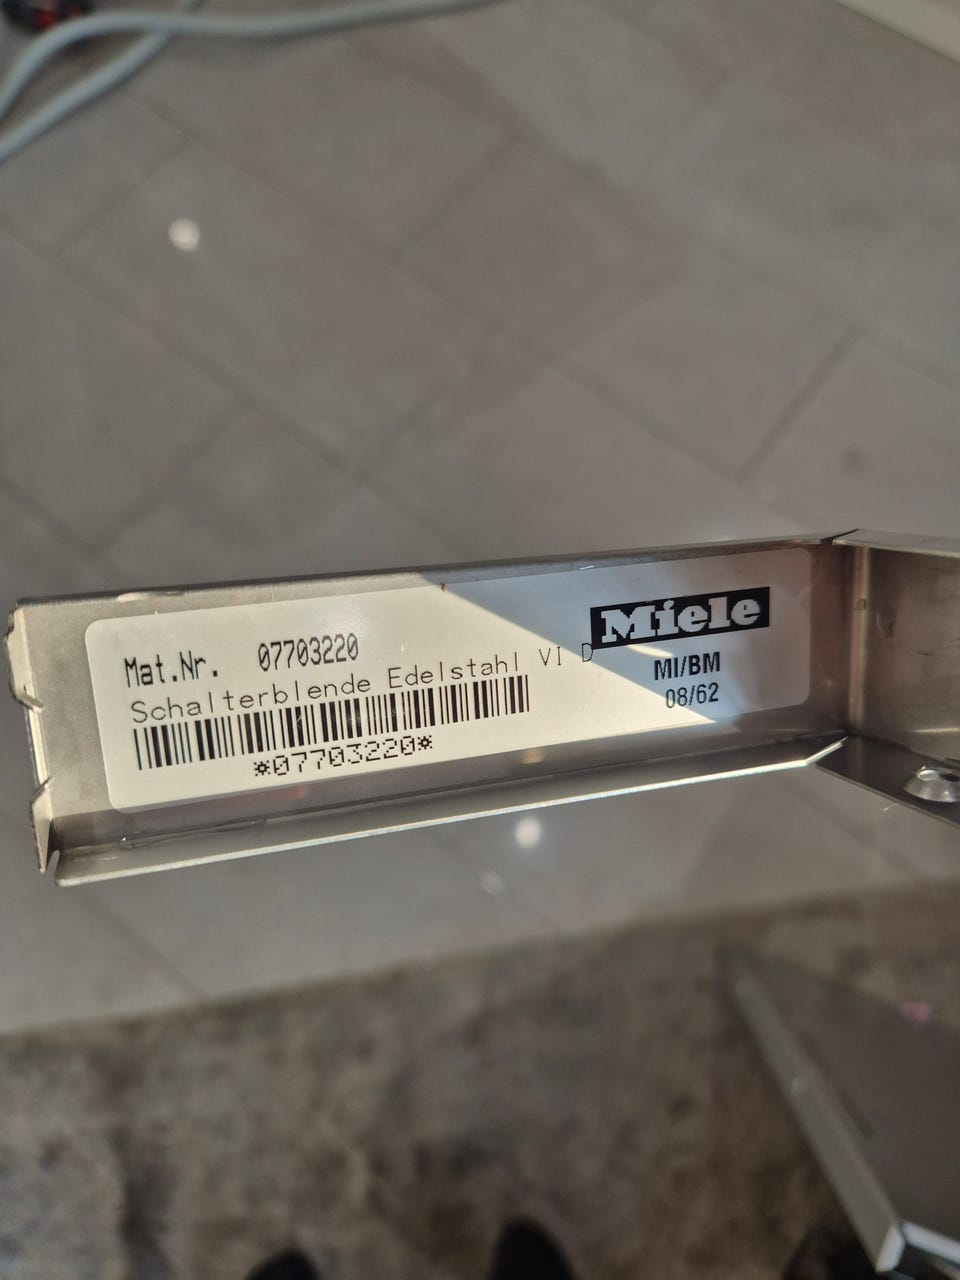 Mat.Nr. 07703220
Schalterblende Edelstahl VI D
*07703220*
Miele
MI/BM
08/62